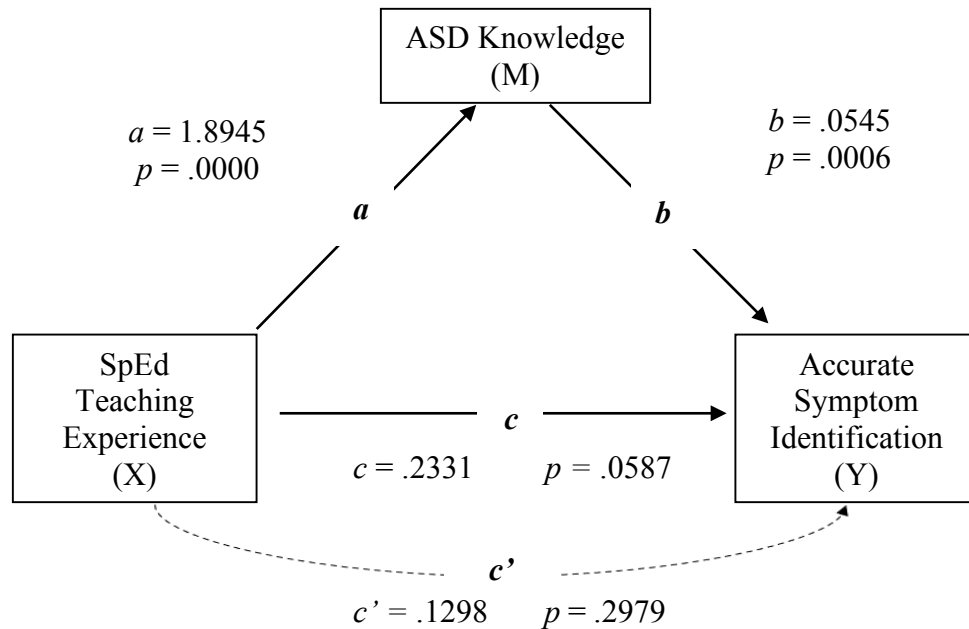 ASD Knowledge
(M)
a = 1.8945
p = .0000
b = .0545
p = .0006
a
b
SpEd
Teaching
Experience
(X)
Accurate
Symptom
Identification
(Y)
c
c = .2331 p = .0587
c’
c’ = .1298 p = .2979